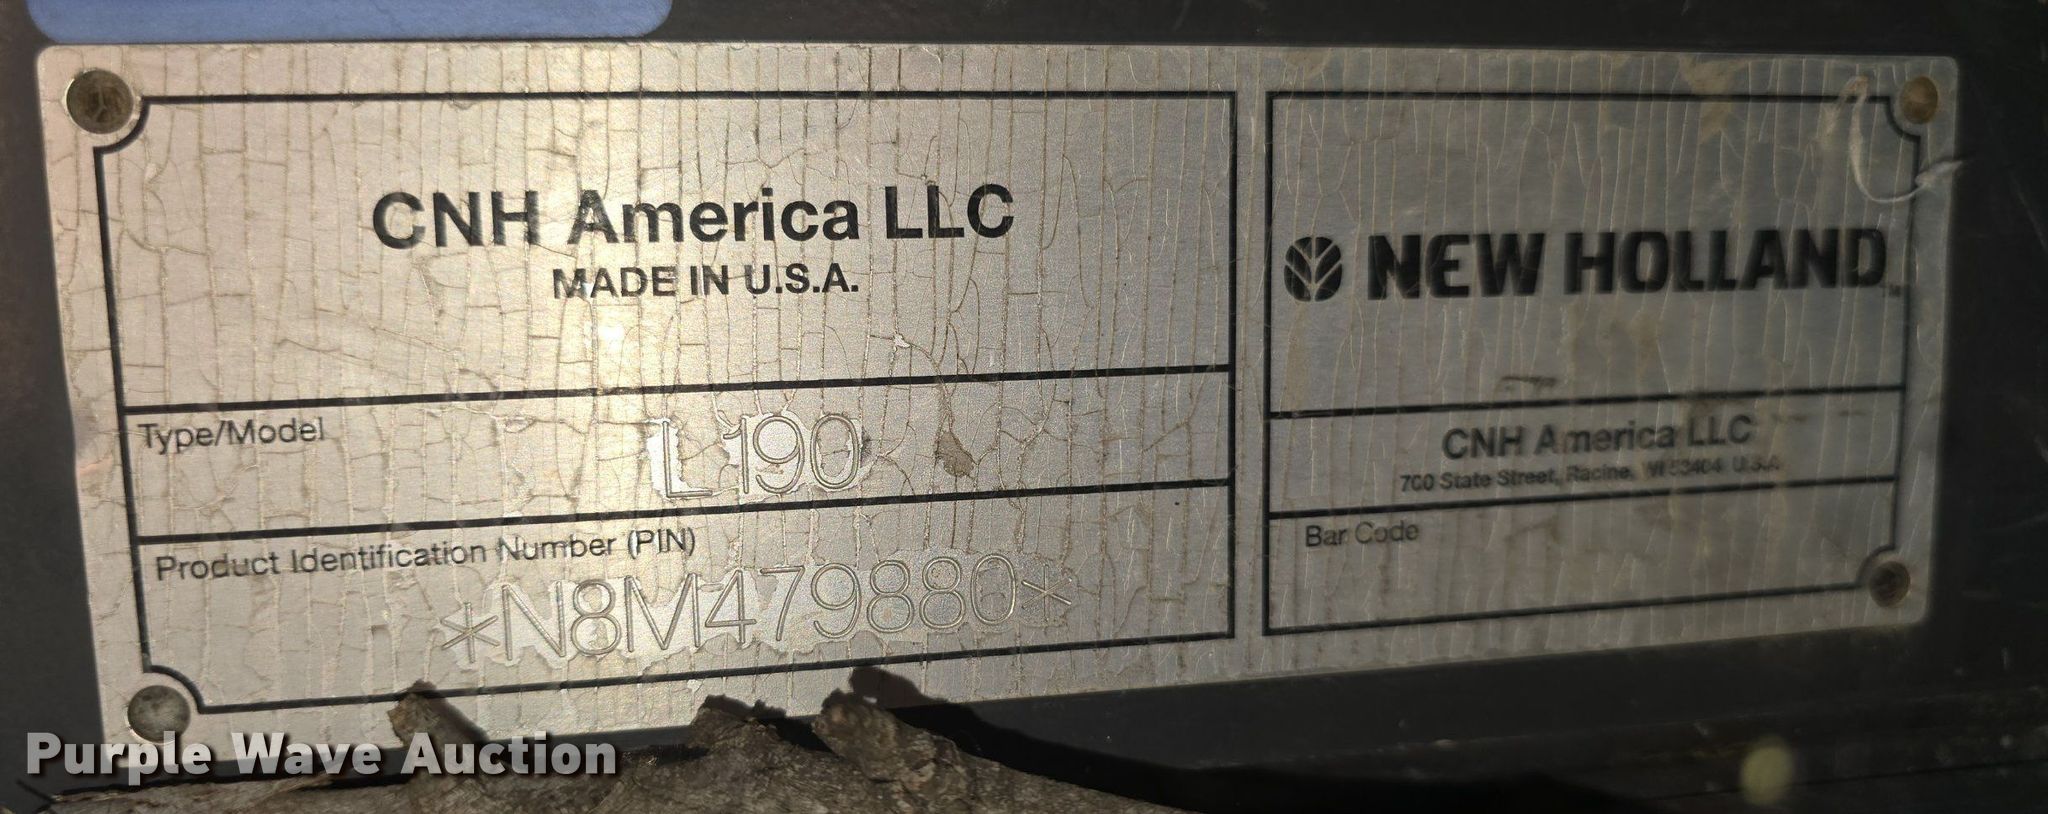 CNH America LLC
MADE IN U.S.A.
Type/Model
L190
Product Identification Number (PIN)
*N8M479880*
NEW HOLLAND
CNH America LLC
700 State Street, Racine, WI 53404 U.S.A.
Bar Code
Purple Wave Auction